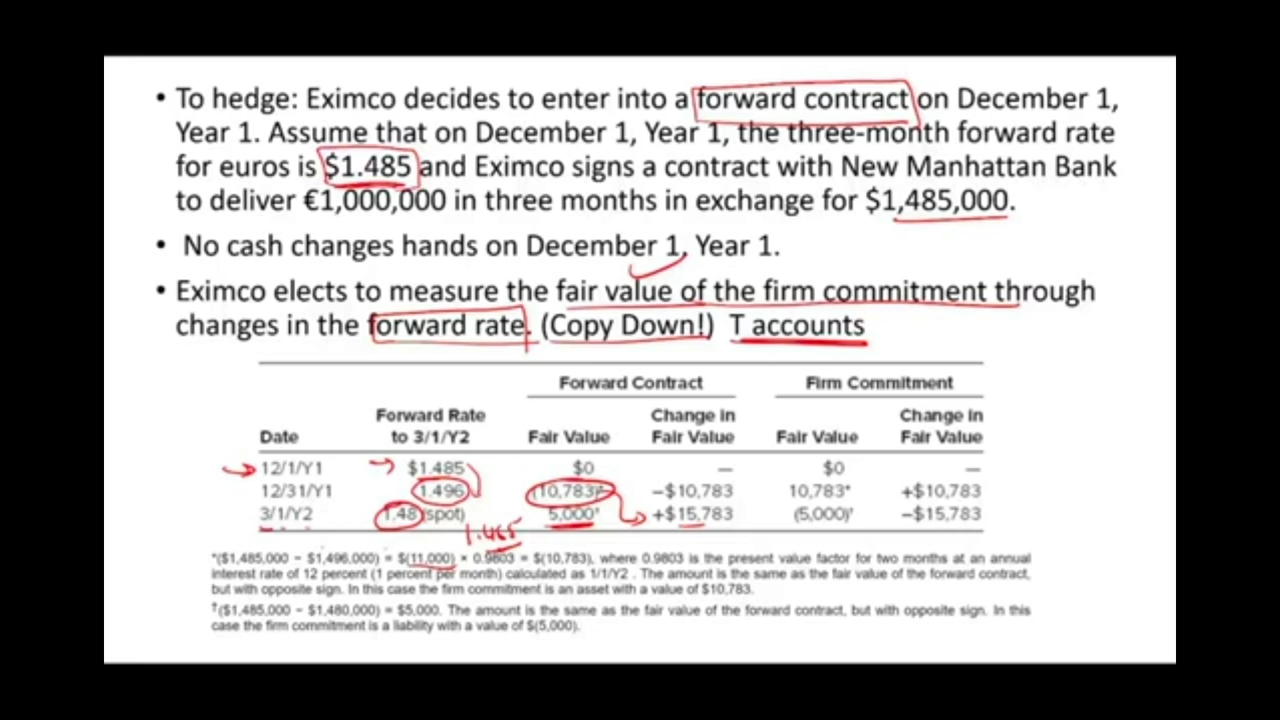 • To hedge: Eximco decides to enter into a forward contract on December 1,
Year 1. Assume that on December 1, Year 1, the three-month forward rate
for euros is $1.485 and Eximco signs a contract with New Manhattan Bank
to deliver €1,000,000 in three months in exchange for $1,485,000.
• No cash changes hands on December 1, Year 1.
• Eximco elects to measure the fair value of the firm commitment through
changes in the forward rate. (Copy Down!) T accounts
Forward Contract Firm Commitment
Forward Rate Change in Change in
Date to 3/1/Y2 Fair Value Fair Value Fair Value Fair Value
12/1/Y1 $1.485 $0 — $0 —
12/31/Y1 1.496 (10,783)* −$10,783 10,783* +$10,783
3/1/Y2 1.48 (spot) 5,000† +$15,783 (5,000)† −$15,783
*($1,485,000 − $1,496,000) = $(11,000) × 0.9803 = $(10,783), where 0.9803 is the present value factor for two months at an annual
interest rate of 12 percent (1 percent per month) calculated as 1/1/Y2 . The amount is the same as the fair value of the forward contract,
but with opposite sign. In this case the firm commitment is an asset with a value of $10,783.
†($1,485,000 − $1,480,000) = $5,000. The amount is the same as the fair value of the forward contract, but with opposite sign. In this
case the firm commitment is a liability with a value of $(5,000).